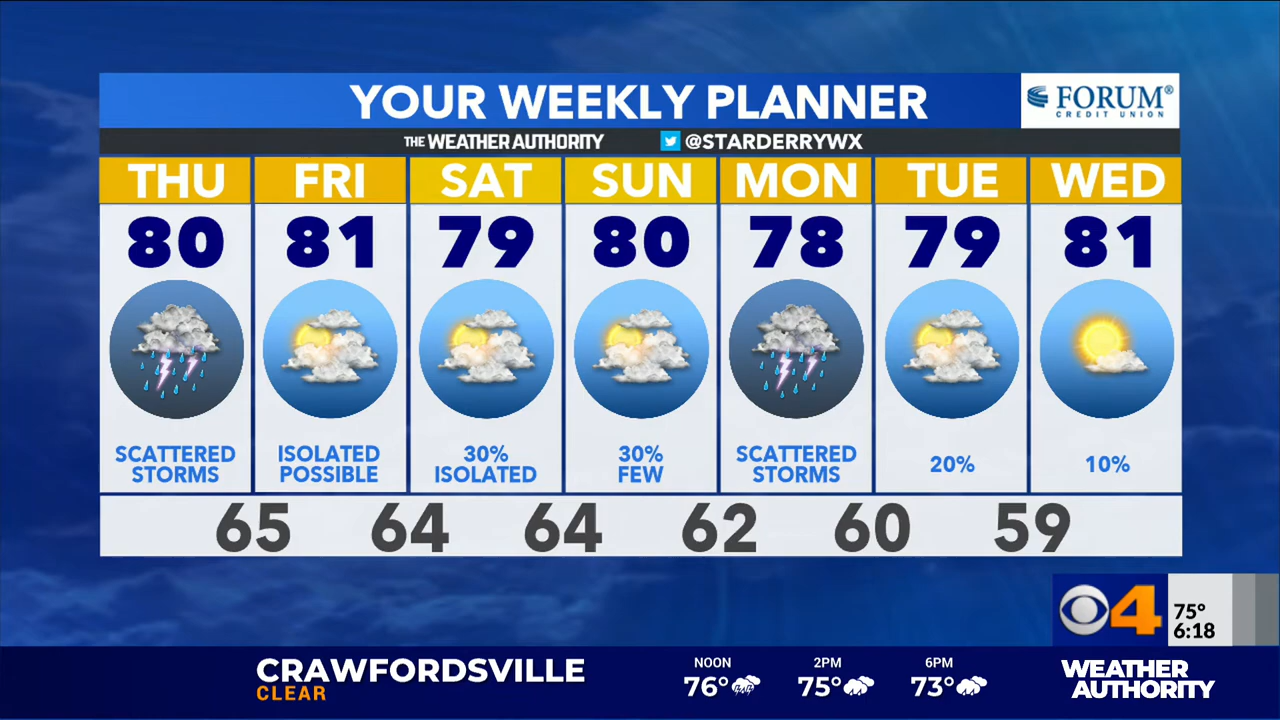 YOUR WEEKLY PLANNER
FORUM®
CREDIT UNION
THE WEATHER AUTHORITY @STARDERRYWX
THU FRI SAT SUN MON TUE WED
80 81 79 80 78 79 81
SCATTERED STORMS
ISOLATED POSSIBLE
30% ISOLATED
30% FEW
SCATTERED STORMS
20%
10%
65 64 64 62 60 59
4
75°
6:18
CRAWFORDSVILLE
CLEAR
NOON 2PM 6PM
76° 75° 73°
WEATHER
AUTHORITY